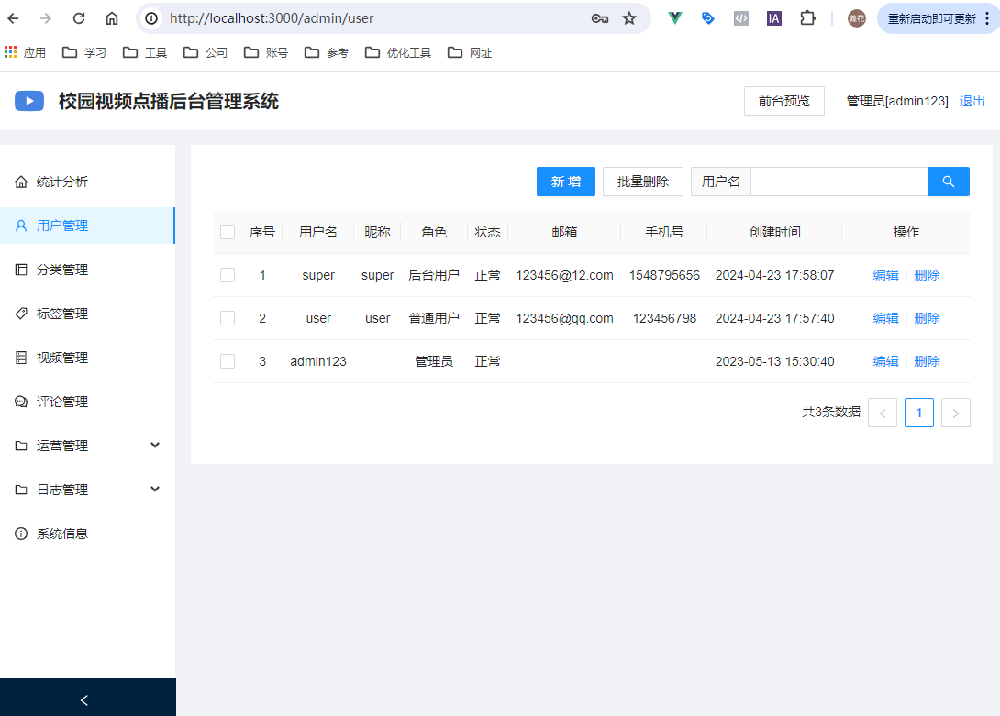 http://localhost:3000/admin/user
IA
義花
重新启动即可更新
应用 学习 工具 公司 账号 参考 优化工具 网址
校园视频点播后台管理系统
前台预览 管理员[admin123] 退出
统计分析
用户管理
分类管理
标签管理
视频管理
评论管理
运营管理
日志管理
系统信息
新 增 批量删除 用户名
序号 用户名 昵称 角色 状态 邮箱 手机号 创建时间 操作
1 super super 后台用户 正常 123456@12.com 1548795656 2024-04-23 17:58:07 编辑 删除
2 user user 普通用户 正常 123456@qq.com 123456798 2024-04-23 17:57:40 编辑 删除
3 admin123 管理员 正常 2023-05-13 15:30:40 编辑 删除
共3条数据 < 1 >